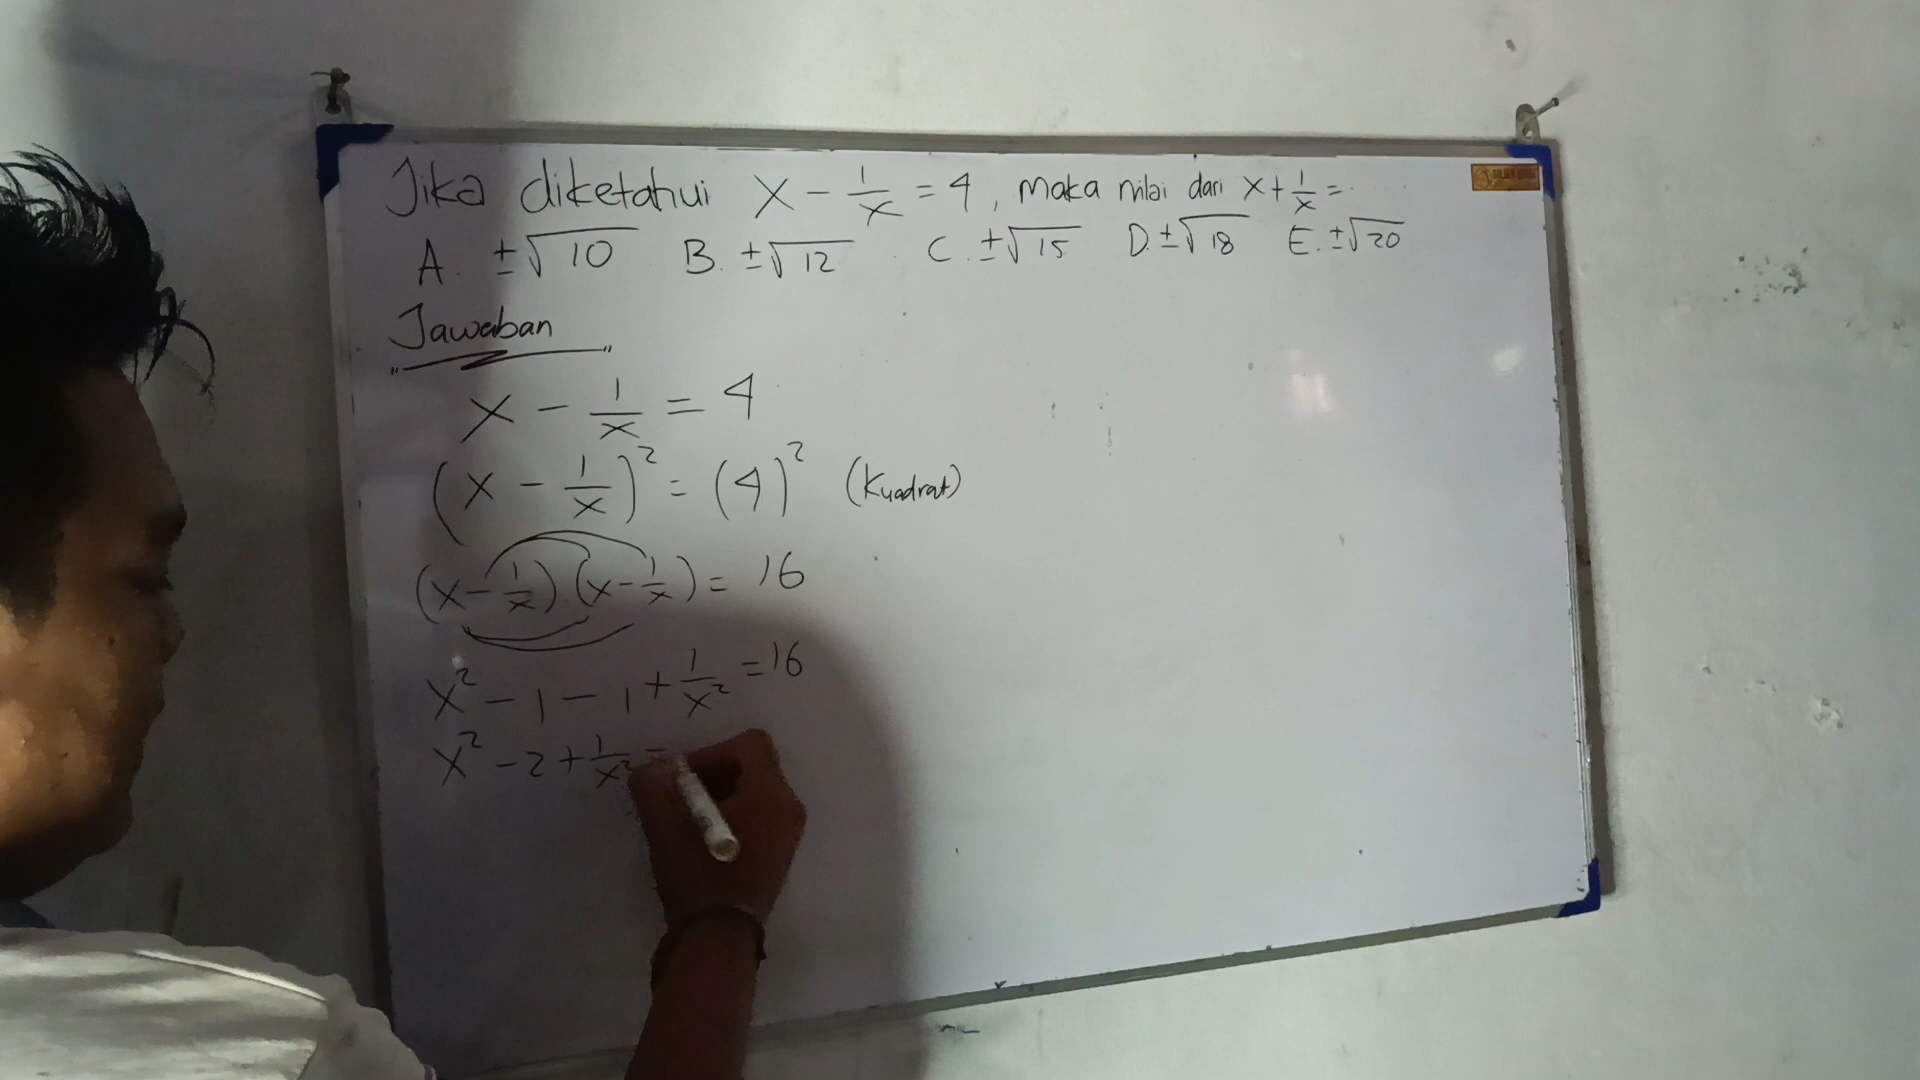 Jika diketahui x - 1/x = 4, maka nilai dari x + 1/x = ......
A. ±√10 B. ±√12 C. ±√15 D. ±√18 E. ±√20
Jawaban
x - 1/x = 4
(x - 1/x)² = (4)² (Kuadrat)
(x - 1/x).(x - 1/x) = 16
x² - 1 - 1 + 1/x² = 16
x² - 2 + 1/x² =